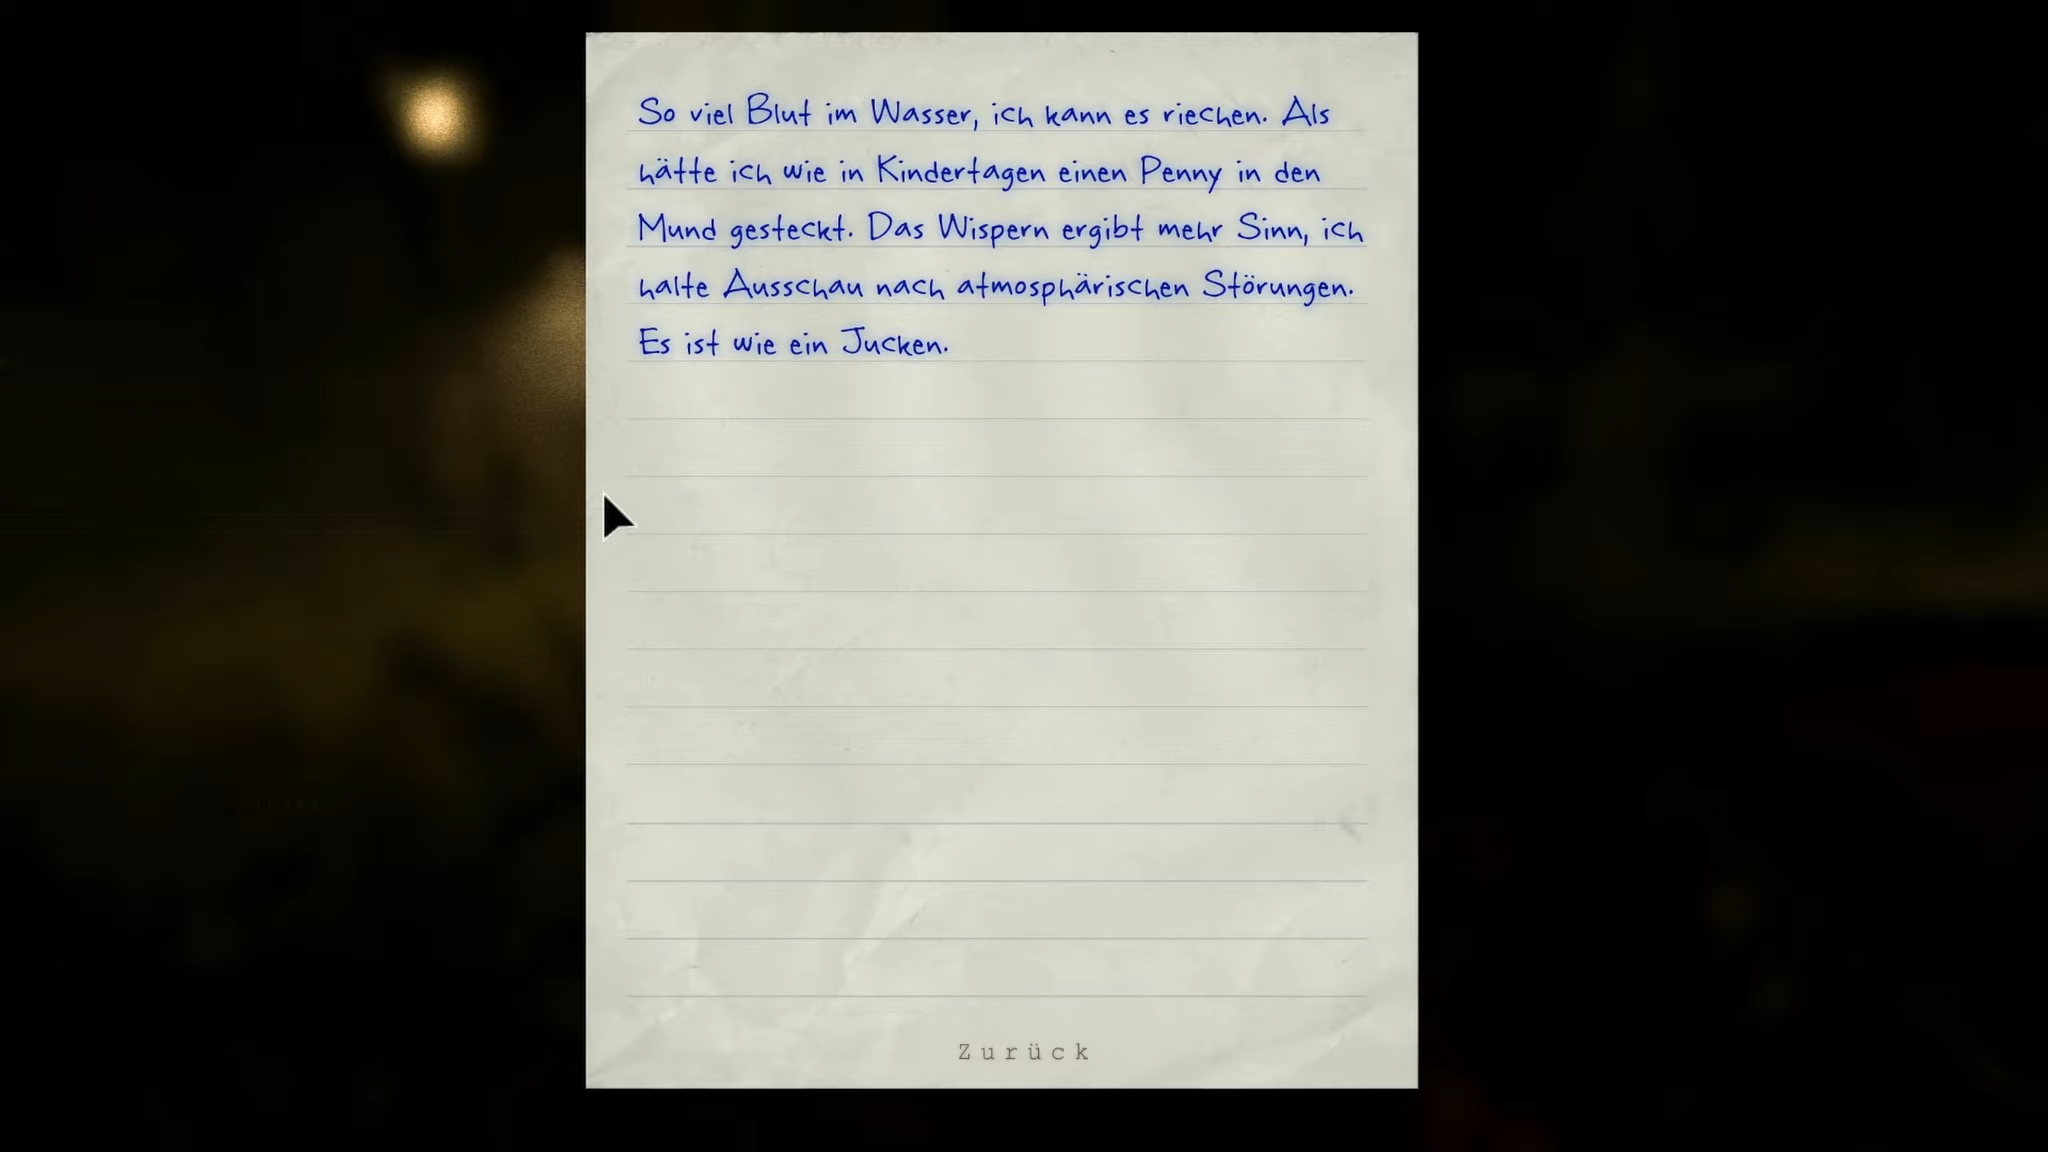 So viel Blut im Wasser, ich kann es riechen. Als
hätte ich wie in Kindertagen einen Penny in den
Mund gesteckt. Das Wispern ergibt mehr Sinn, ich
halte Ausschau nach atmosphärischen Störungen.
Es ist wie ein Jucken.
Zurück